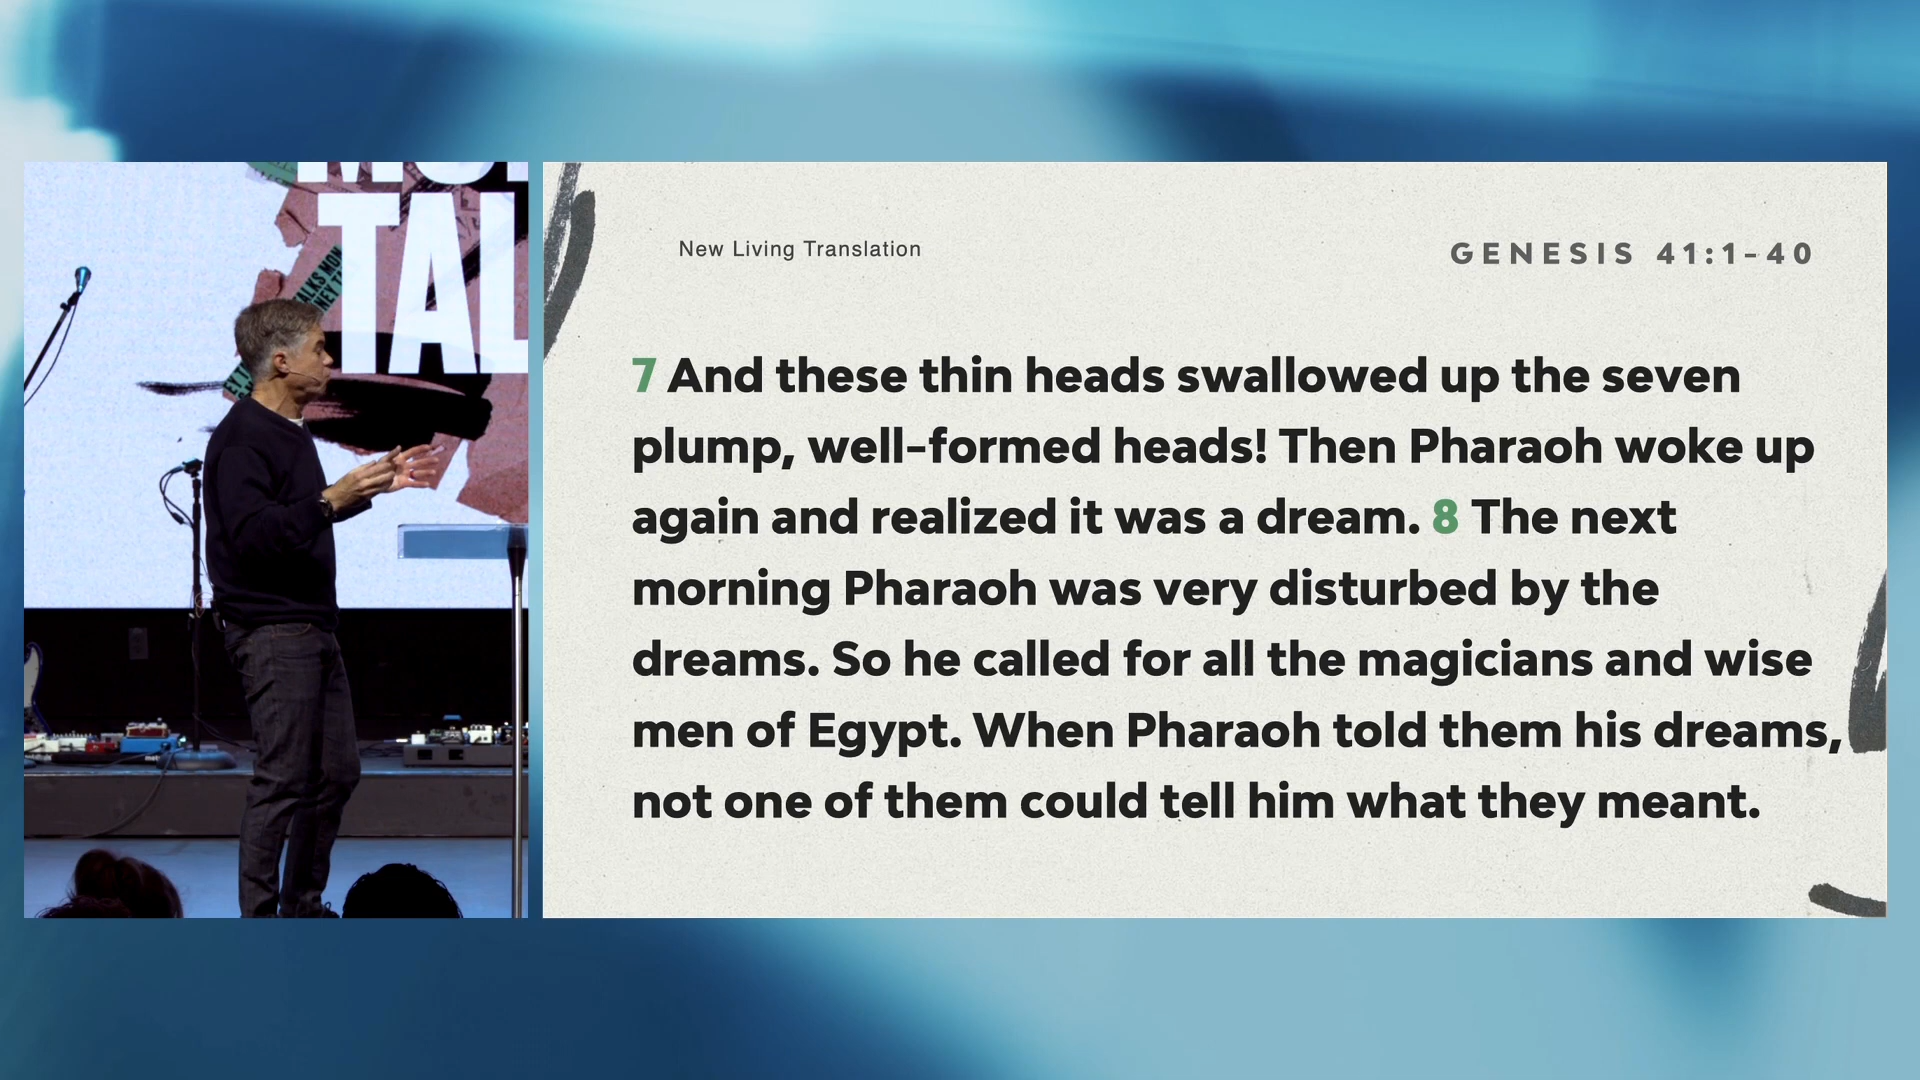 TAL
New Living Translation
GENESIS 41:1-40
7 And these thin heads swallowed up the seven
plump, well-formed heads! Then Pharaoh woke up
again and realized it was a dream. 8 The next
morning Pharaoh was very disturbed by the
dreams. So he called for all the magicians and wise
men of Egypt. When Pharaoh told them his dreams,
not one of them could tell him what they meant.